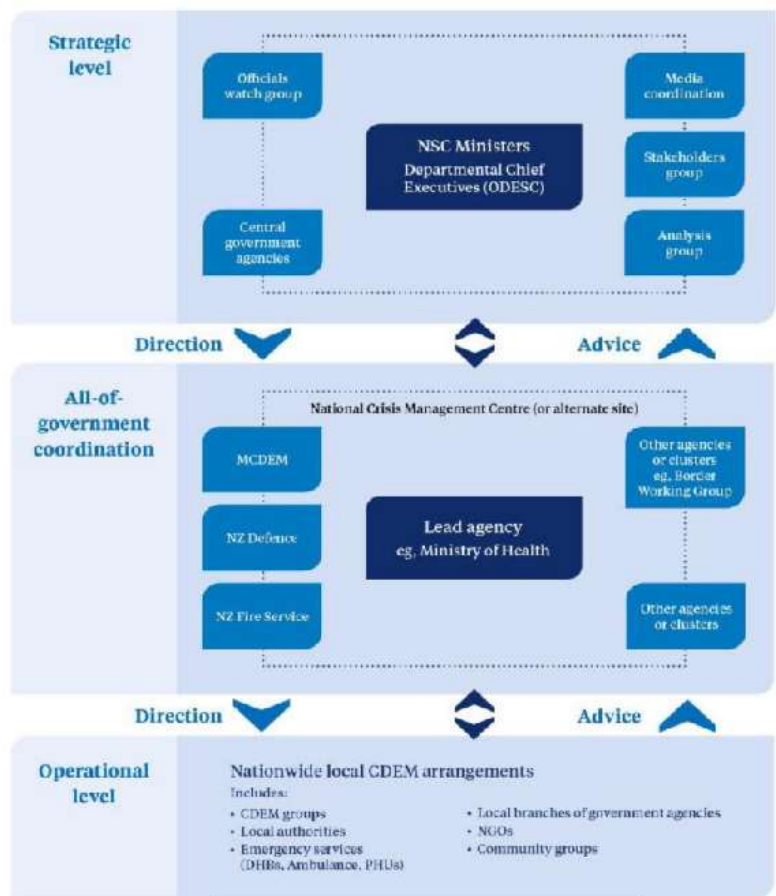 Strategic
level
Officials
watch group
Central
government
agencies
NSC Ministers
Departmental Chief
Executives (ODESC)
Media
coordination
Stakeholders
group
Analysis
group
Direction
Advice
All-of-
government
coordination
National Crisis Management Centre (or alternate site)
MCDEM
NZ Defence
NZ Fire Service
Lead agency
eg, Ministry of Health
Other agencies
or clusters
eg, Border
Working Group
Other agencies
or clusters
Direction
Advice
Operational
level
Nationwide local CDEM arrangements
Includes:
• CDEM groups
• Local authorities
• Emergency services
(DHBs, Ambulance, PHUs)
• Local branches of government agencies
• NGOs
• Community groups